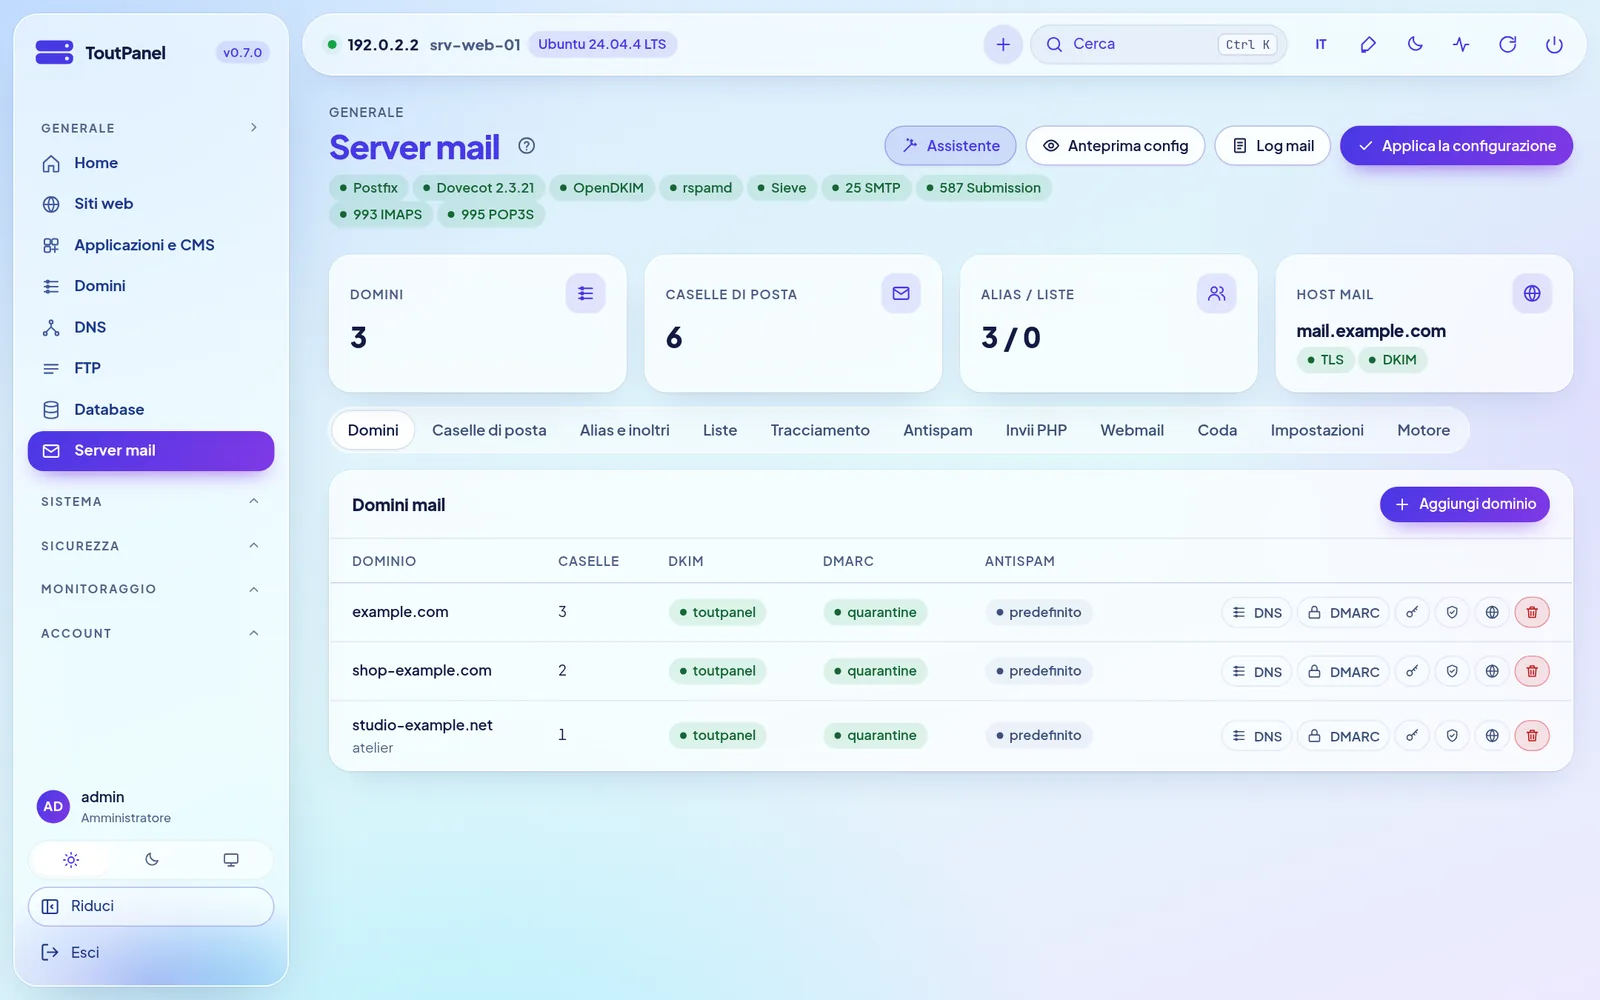 ToutPanel v0.7.0
GENERALE
Home
Siti web
Applicazioni e CMS
Domini
DNS
FTP
Database
Server mail
SISTEMA
SICUREZZA
MONITORAGGIO
ACCOUNT
AD admin
Amministratore
Riduci
Esci
192.0.2.2 srv-web-01 Ubuntu 24.04.4 LTS Cerca Ctrl K IT
GENERALE
Server mail Assistente Anteprima config Log mail Applica la configurazione
Postfix Dovecot 2.3.21 OpenDKIM rspamd Sieve 25 SMTP 587 Submission
993 IMAPS 995 POP3S
DOMINI CASELLE DI POSTA ALIAS / LISTE HOST MAIL
3 6 3 / 0 mail.example.com
TLS DKIM
Domini Caselle di posta Alias e inoltri Liste Tracciamento Antispam Invii PHP Webmail Coda Impostazioni Motore
Domini mail Aggiungi dominio
DOMINIO CASELLE DKIM DMARC ANTISPAM
example.com 3 toutpanel quarantine predefinito DNS DMARC
shop-example.com 2 toutpanel quarantine predefinito DNS DMARC
studio-example.net 1 toutpanel quarantine predefinito DNS DMARC
atelier